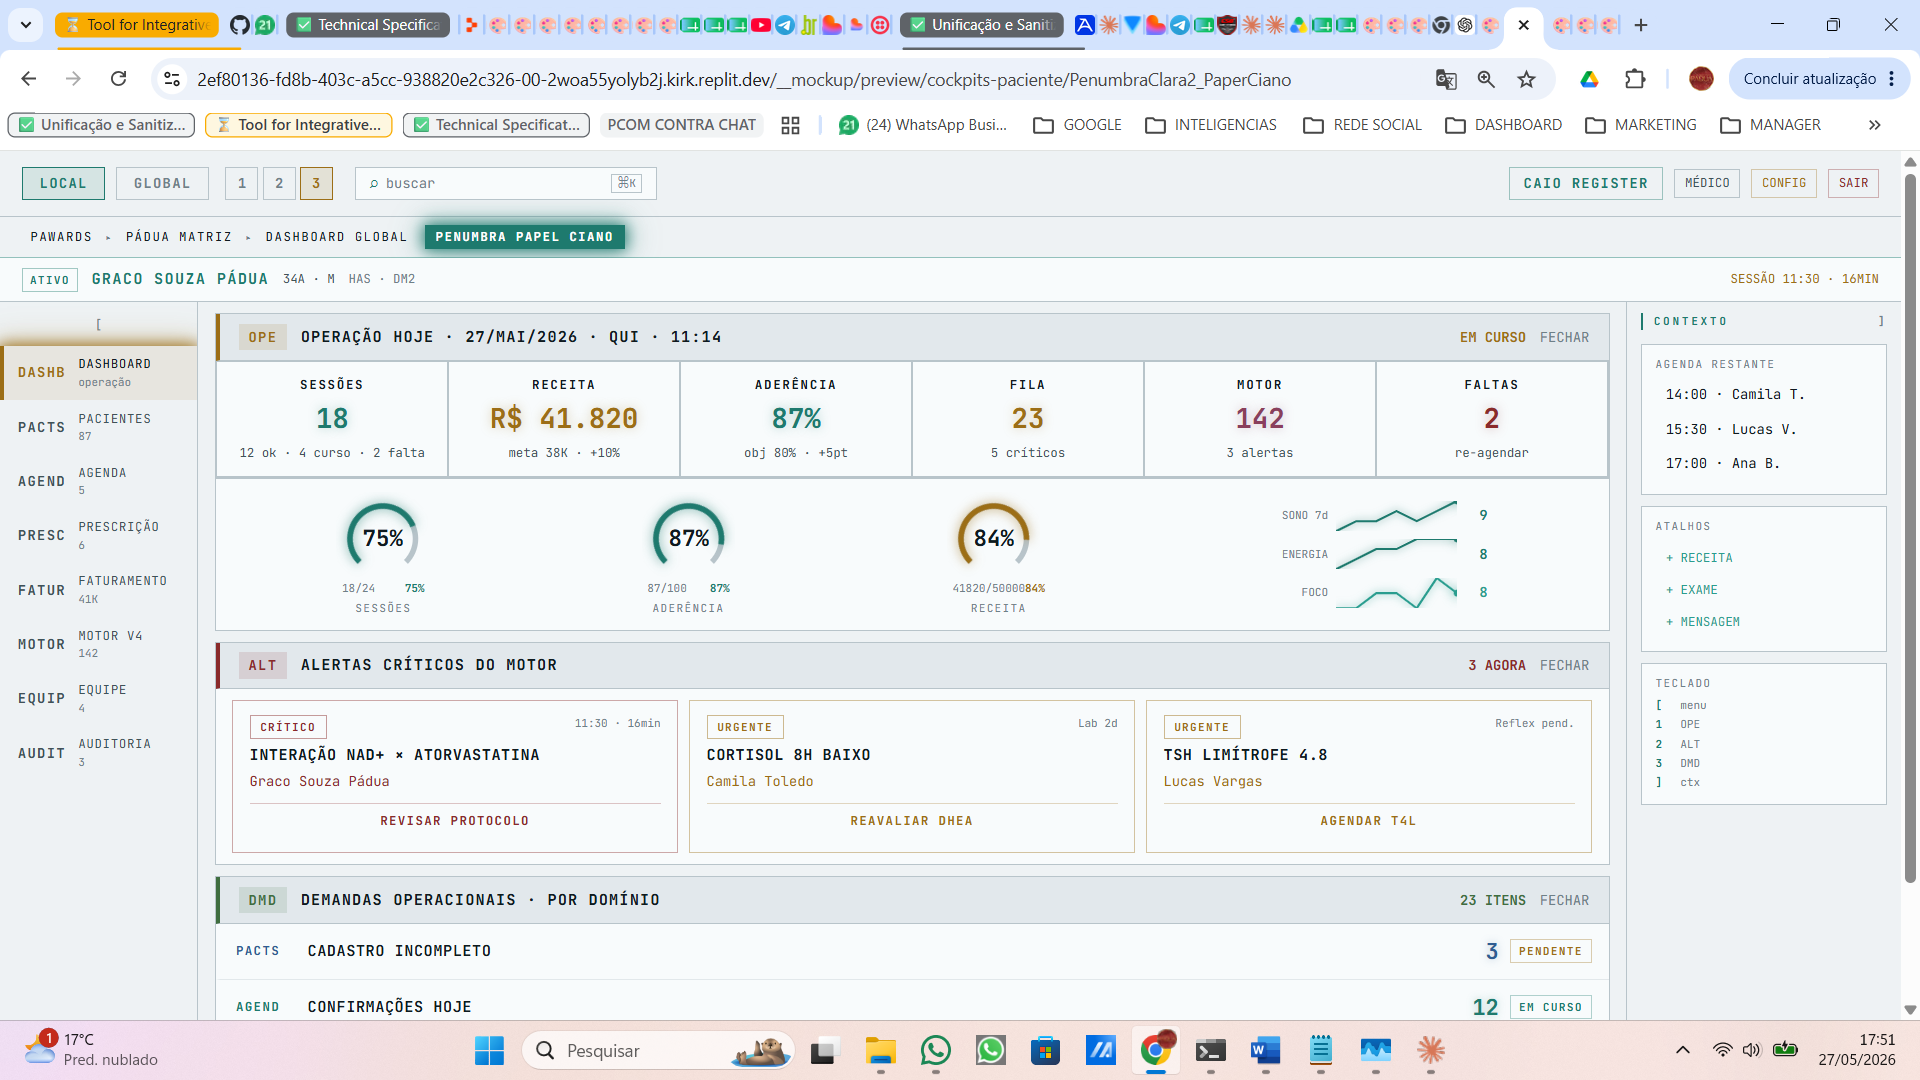 Tool for Integrative
21
Technical Specifica
Unificação e Saniti
2ef80136-fd8b-403c-a5cc-938820e2c326-00-2woa55yolyb2j.kirk.replit.dev/__mockup/preview/cockpits-paciente/PenumbraClara2_PaperCiano
Concluir atualização
Unificação e Sanitiz...
Tool for Integrative...
Technical Specificat...
PCOM CONTRA CHAT
21
(24) WhatsApp Busi...
GOOGLE
INTELIGENCIAS
REDE SOCIAL
DASHBOARD
MARKETING
MANAGER
»
LOCAL
GLOBAL
1
2
3
buscar
⌘K
CAIO REGISTER
MÉDICO
CONFIG
SAIR
PAWARDS ▸ PÁDUA MATRIZ ▸ DASHBOARD GLOBAL
PENUMBRA PAPEL CIANO
ATIVO
GRACO SOUZA PÁDUA
34A · M
HAS · DM2
SESSÃO 11:30 · 16MIN
[
DASHB
DASHBOARD
operação
PACTS
PACIENTES
87
AGEND
AGENDA
5
PRESC
PRESCRIÇÃO
6
FATUR
FATURAMENTO
41K
MOTOR
MOTOR V4
142
EQUIP
EQUIPE
4
AUDIT
AUDITORIA
3
OPE
OPERAÇÃO HOJE · 27/MAI/2026 · QUI · 11:14
EM CURSO
FECHAR
SESSÕES
18
12 ok · 4 curso · 2 falta
RECEITA
R$ 41.820
meta 38K · +10%
ADERÊNCIA
87%
obj 80% · +5pt
FILA
23
5 críticos
MOTOR
142
3 alertas
FALTAS
2
re-agendar
75%
18/24
75%
SESSÕES
87%
87/100
87%
ADERÊNCIA
84%
41820/50000
84%
RECEITA
SONO 7d
9
ENERGIA
8
FOCO
8
ALT
ALERTAS CRÍTICOS DO MOTOR
3 AGORA
FECHAR
CRÍTICO
11:30 · 16min
INTERAÇÃO NAD+ × ATORVASTATINA
Graco Souza Pádua
REVISAR PROTOCOLO
URGENTE
Lab 2d
CORTISOL 8H BAIXO
Camila Toledo
REAVALIAR DHEA
URGENTE
Reflex pend.
TSH LIMÍTROFE 4.8
Lucas Vargas
AGENDAR T4L
DMD
DEMANDAS OPERACIONAIS · POR DOMÍNIO
23 ITENS
FECHAR
PACTS
CADASTRO INCOMPLETO
3
PENDENTE
AGEND
CONFIRMAÇÕES HOJE
12
EM CURSO
CONTEXTO
]
AGENDA RESTANTE
14:00 · Camila T.
15:30 · Lucas V.
17:00 · Ana B.
ATALHOS
+ RECEITA
+ EXAME
+ MENSAGEM
TECLADO
[ menu
1 OPE
2 ALT
3 DMD
] ctx
1
17°C
Pred. nublado
Pesquisar
17:51
27/05/2026